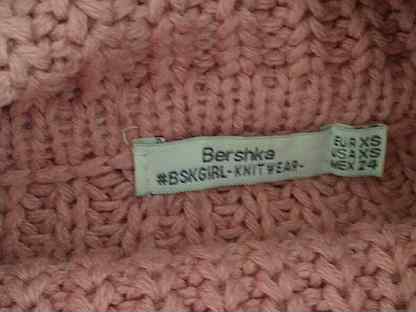 Bershka
#BSKGIRL-KNITWEAR-
EUR XS
USA XS
MEX 24